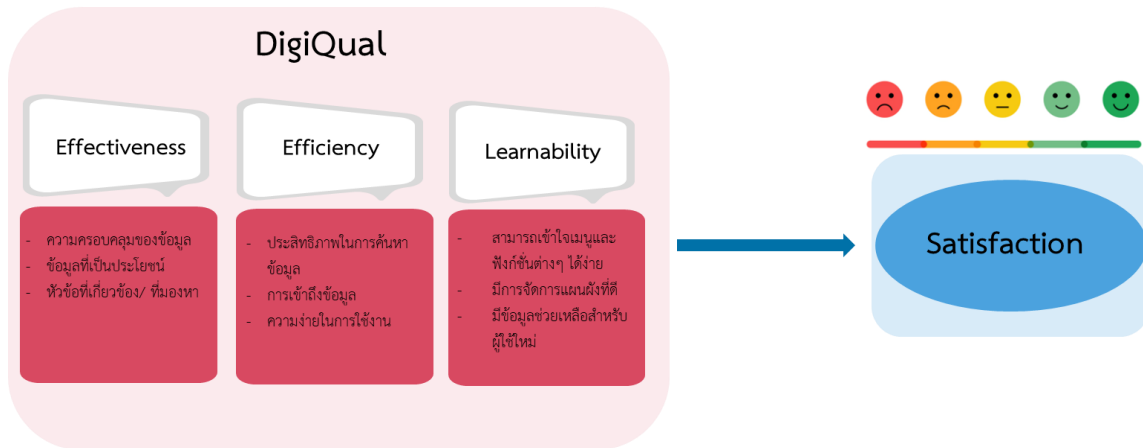 DigiQual
Effectiveness
- ความครอบคลุมของข้อมูล
- ข้อมูลที่เป็นประโยชน์
- หัวข้อที่เกี่ยวข้อง/ ที่มองหา
Efficiency
- ประสิทธิภาพในการค้นหา
ข้อมูล
- การเข้าถึงข้อมูล
- ความง่ายในการใช้งาน
Learnability
- สามารถเข้าใจเมนูและ
ฟังก์ชั่นต่างๆ ได้ง่าย
- มีการจัดการแผนผังที่ดี
- มีข้อมูลช่วยเหลือสำหรับ
ผู้ใช้ใหม่
Satisfaction